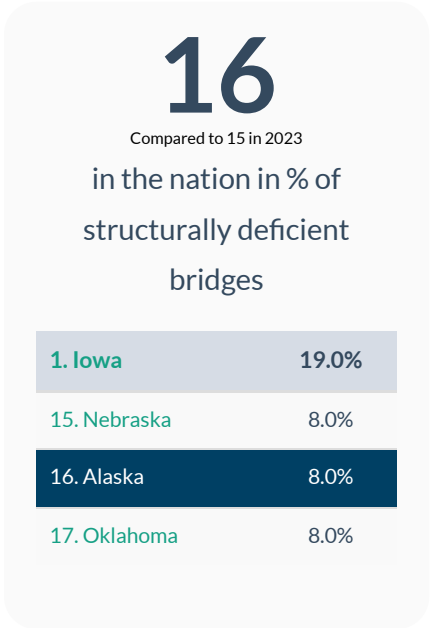 16
Compared to 15 in 2023
in the nation in % of
structurally deficient
bridges
1. Iowa 19.0%
15. Nebraska 8.0%
16. Alaska 8.0%
17. Oklahoma 8.0%